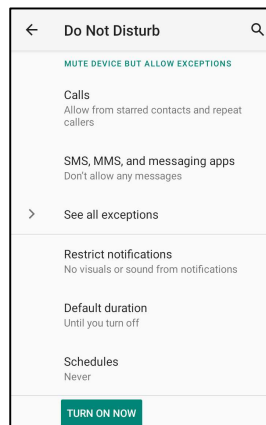 Do Not Disturb
MUTE DEVICE BUT ALLOW EXCEPTIONS
Calls
Allow from starred contacts and repeat
callers
SMS, MMS, and messaging apps
Don't allow any messages
See all exceptions
Restrict notifications
No visuals or sound from notifications
Default duration
Until you turn off
Schedules
Never
TURN ON NOW